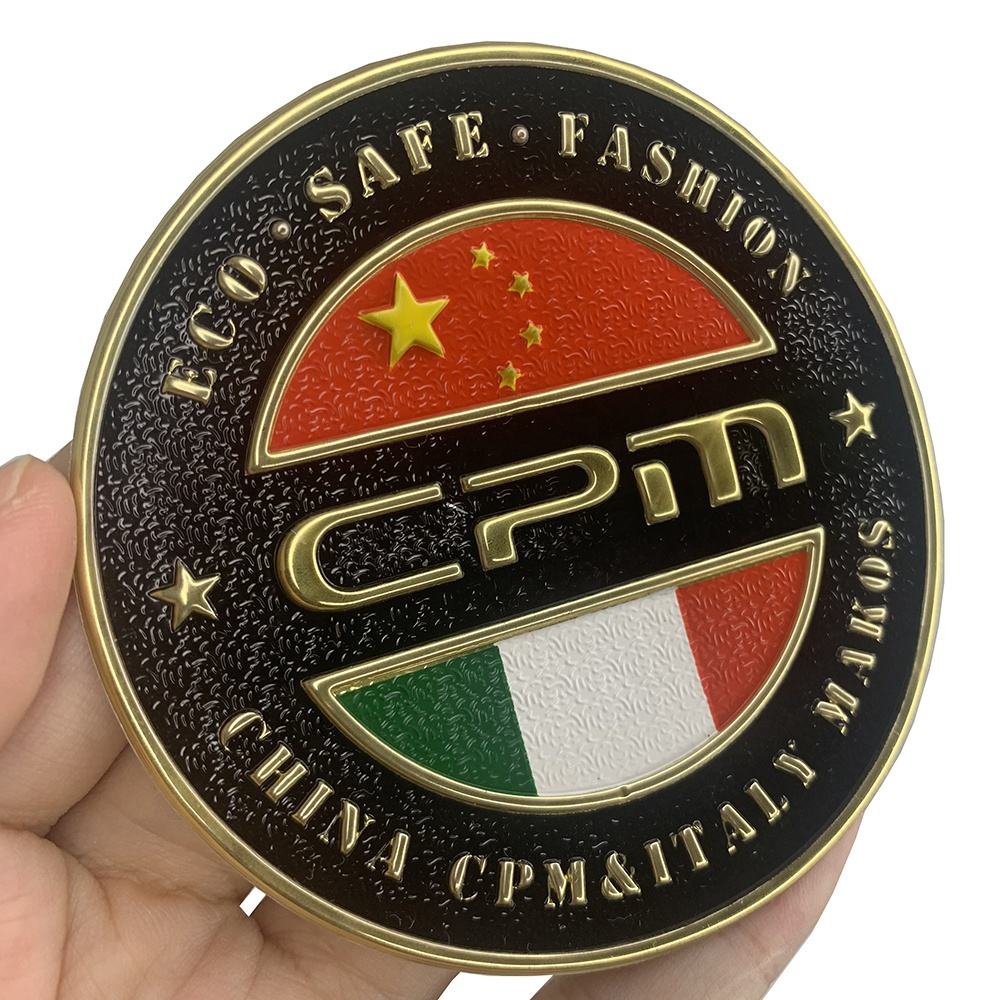 ECO · SAFE · FASHION
CPM
CHINA CPM&ITALY MAKOS